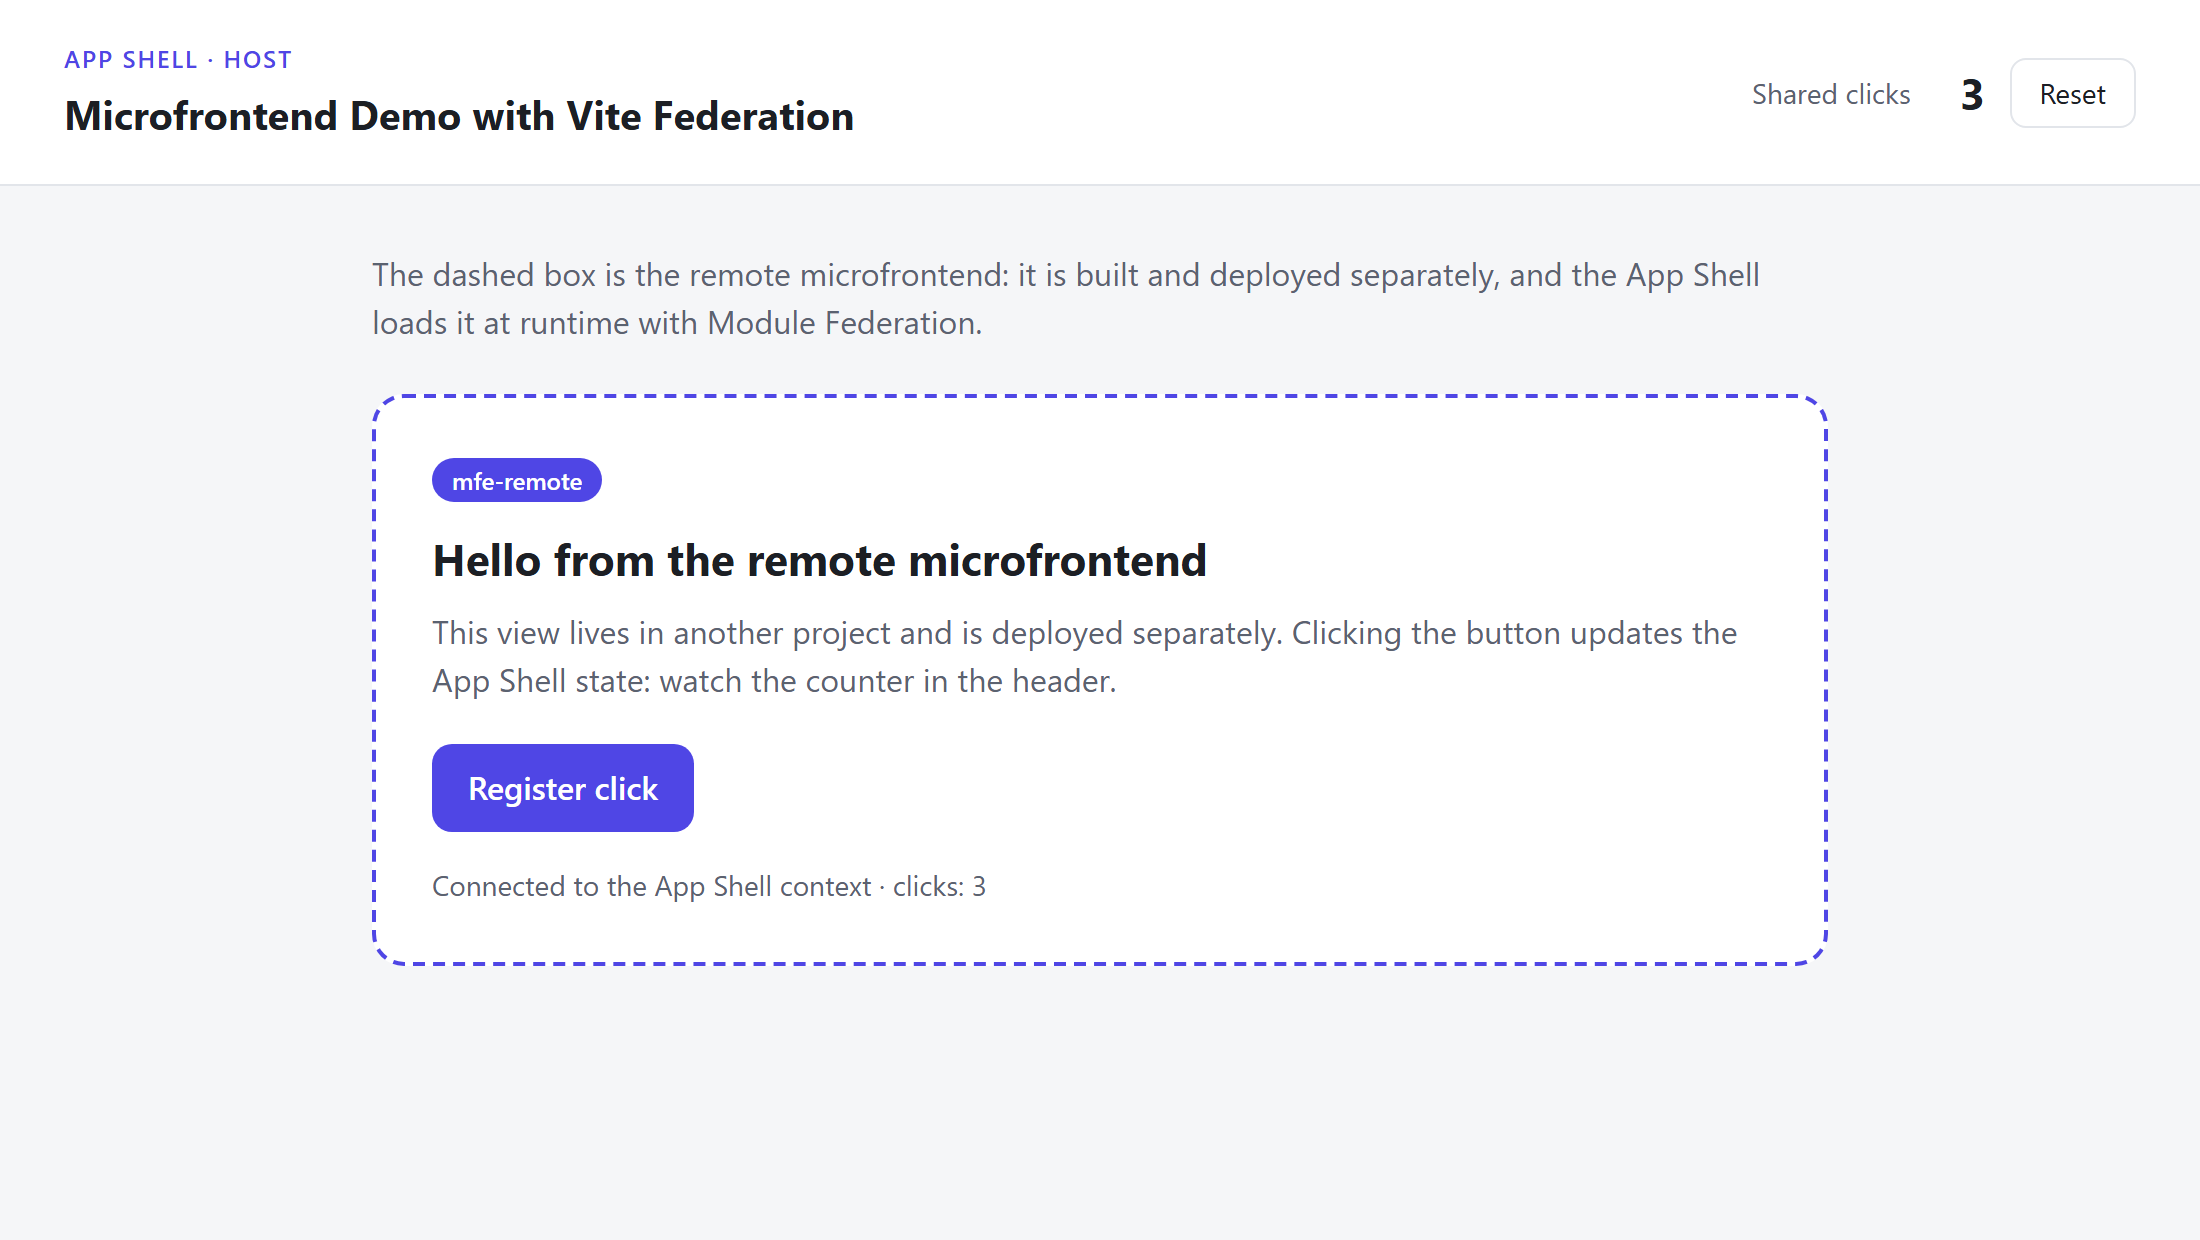 APP SHELL · HOST
Microfrontend Demo with Vite Federation
Shared clicks 3 Reset
The dashed box is the remote microfrontend: it is built and deployed separately, and the App Shell
loads it at runtime with Module Federation.
mfe-remote
Hello from the remote microfrontend
This view lives in another project and is deployed separately. Clicking the button updates the
App Shell state: watch the counter in the header.
Register click
Connected to the App Shell context · clicks: 3